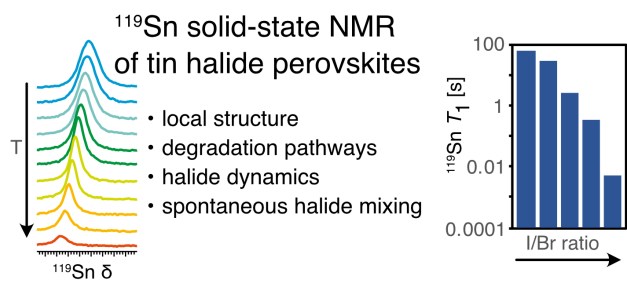 ¹¹⁹Sn solid-state NMR
of tin halide perovskites
• local structure
• degradation pathways
• halide dynamics
• spontaneous halide mixing
T
¹¹⁹Sn δ
¹¹⁹Sn T₁ [s]
100
1
0.01
0.0001
I/Br ratio